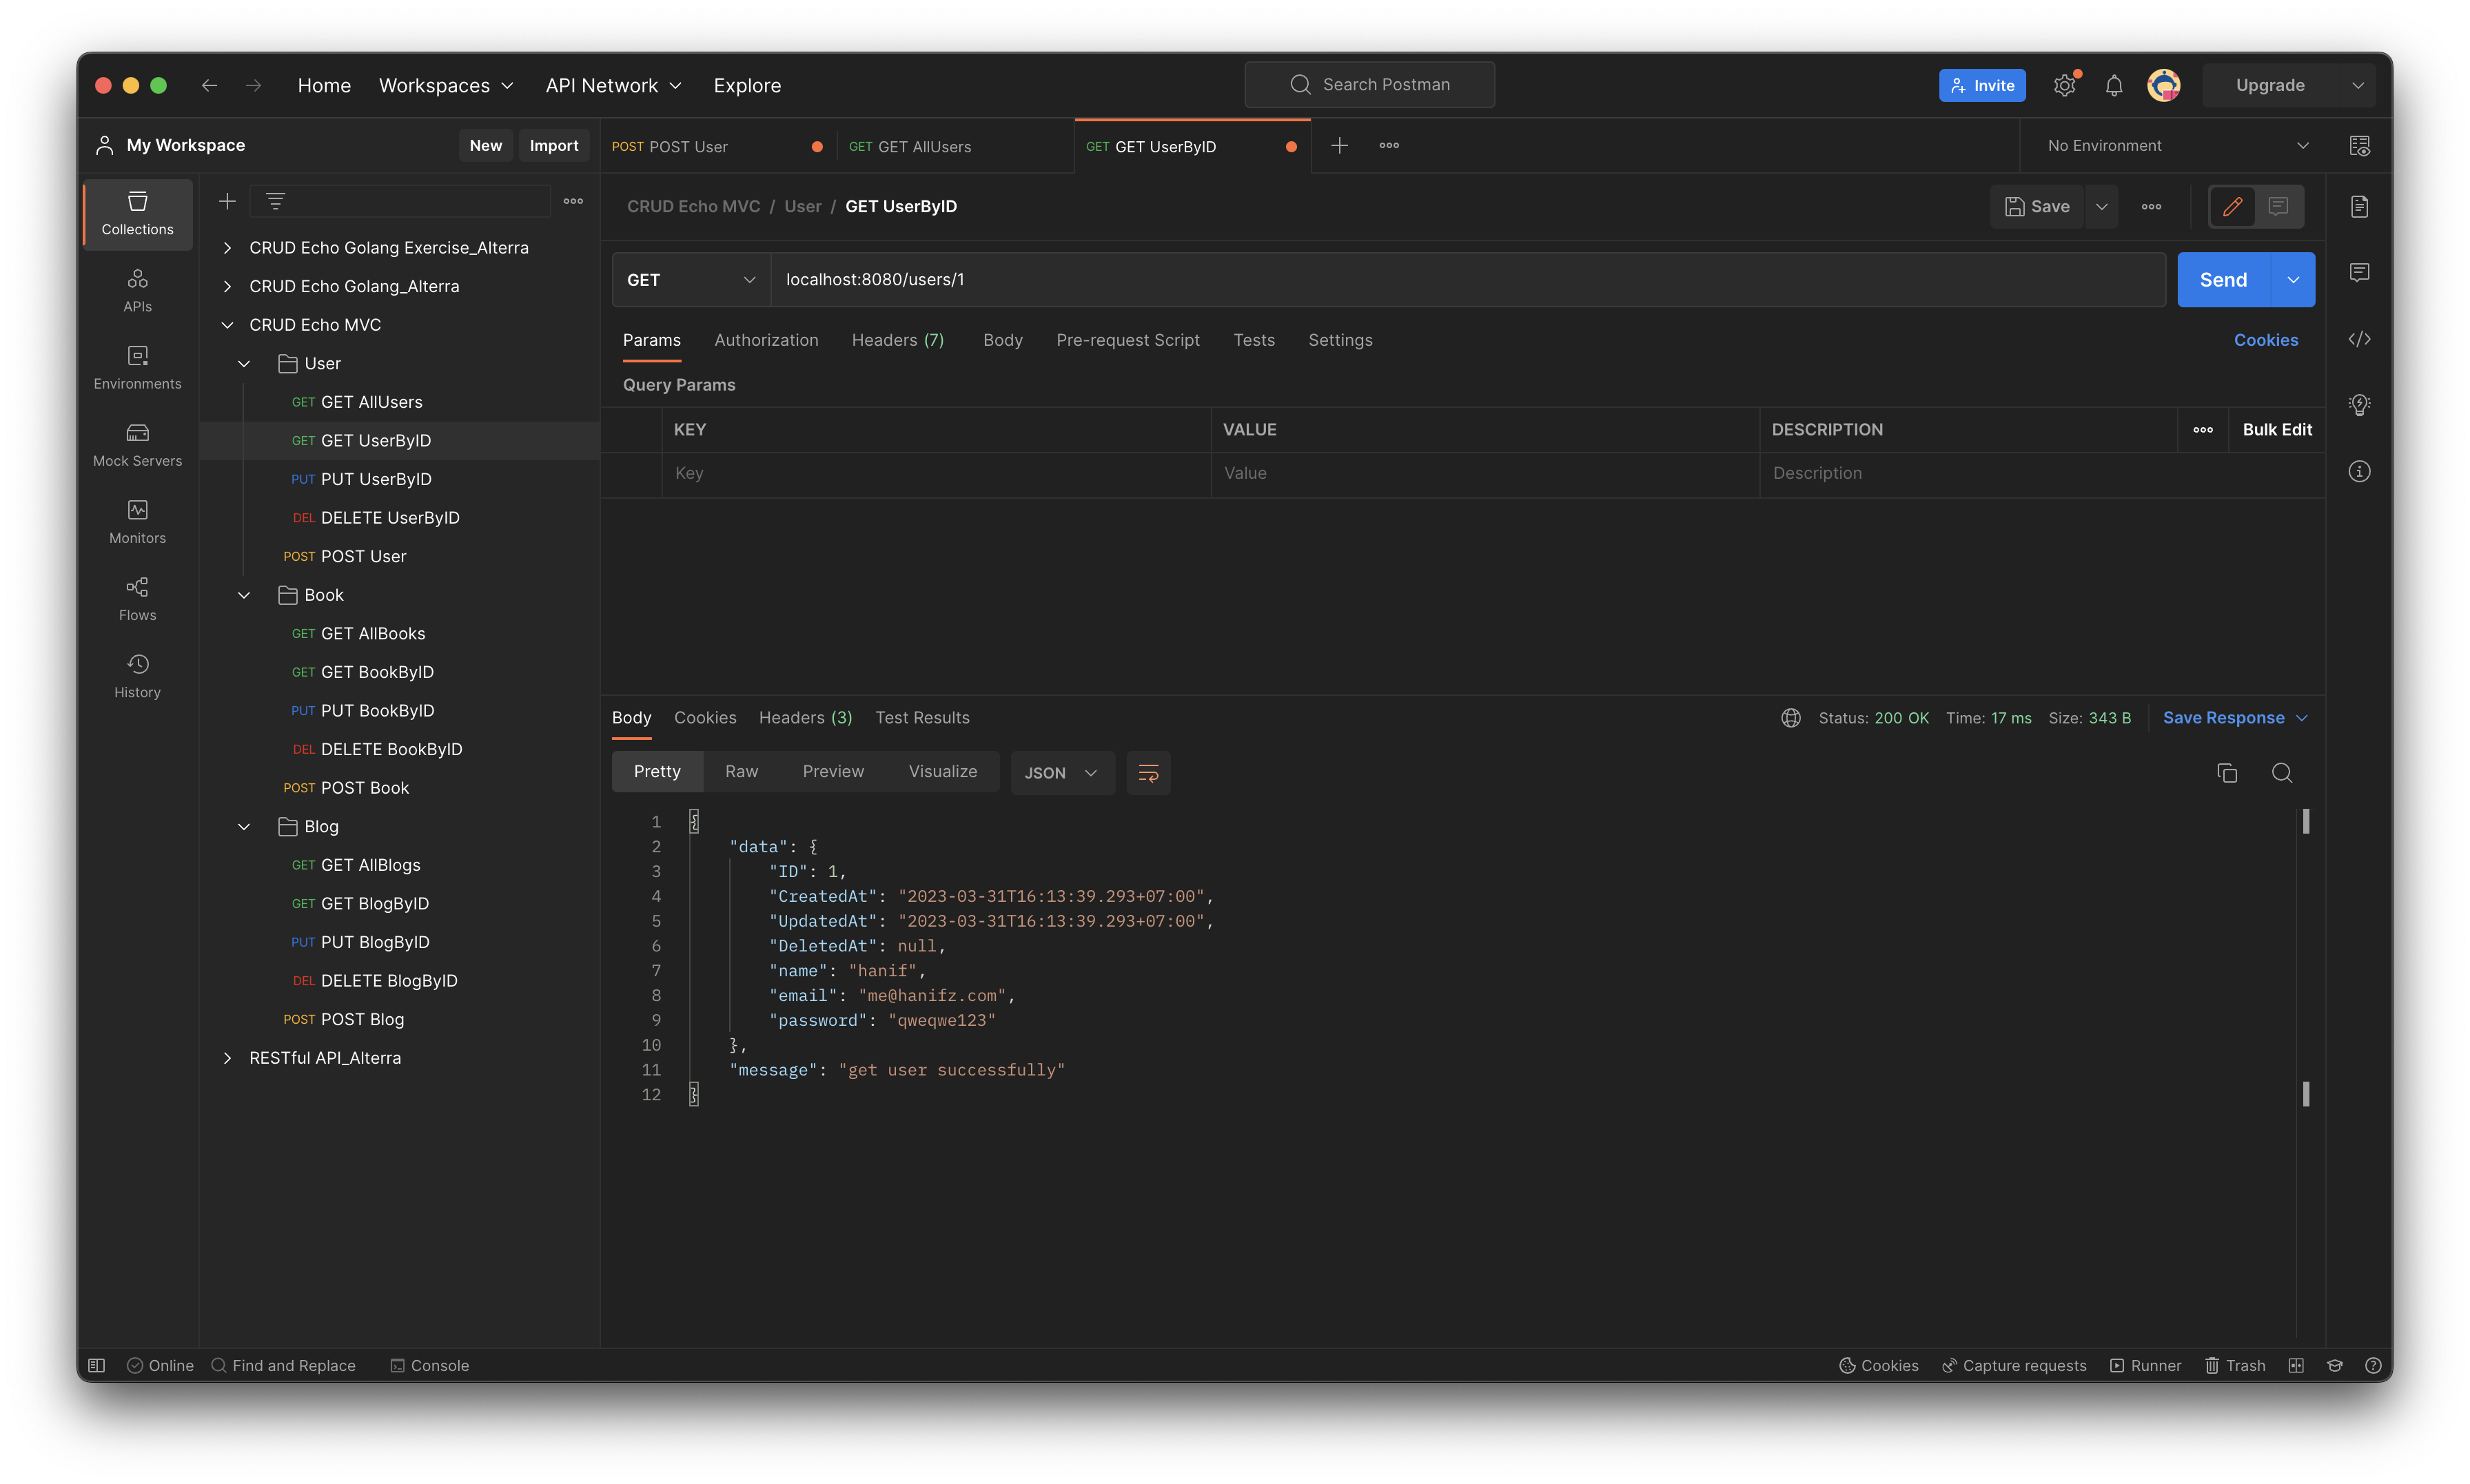 Home Workspaces API Network Explore Search Postman Invite Upgrade
My Workspace New Import POST POST User GET GET AllUsers GET GET UserByID No Environment
Collections
APIs
Environments
Mock Servers
Monitors
Flows
History
CRUD Echo Golang Exercise_Alterra
CRUD Echo Golang_Alterra
CRUD Echo MVC
User
GET GET AllUsers
GET GET UserByID
PUT PUT UserByID
DEL DELETE UserByID
POST POST User
Book
GET GET AllBooks
GET GET BookByID
PUT PUT BookByID
DEL DELETE BookByID
POST POST Book
Blog
GET GET AllBlogs
GET GET BlogByID
PUT PUT BlogByID
DEL DELETE BlogByID
POST POST Blog
RESTful API_Alterra
CRUD Echo MVC / User / GET UserByID Save
GET localhost:8080/users/1 Send
Params Authorization Headers (7) Body Pre-request Script Tests Settings Cookies
Query Params
KEY VALUE DESCRIPTION Bulk Edit
Key Value Description
Body Cookies Headers (3) Test Results Status: 200 OK Time: 17 ms Size: 343 B Save Response
Pretty Raw Preview Visualize JSON
1 {
2 "data": {
3 "ID": 1,
4 "CreatedAt": "2023-03-31T16:13:39.293+07:00",
5 "UpdatedAt": "2023-03-31T16:13:39.293+07:00",
6 "DeletedAt": null,
7 "name": "hanif",
8 "email": "me@hanifz.com",
9 "password": "qweqwe123"
10 },
11 "message": "get user successfully"
12 }
Online Find and Replace Console Cookies Capture requests Runner Trash